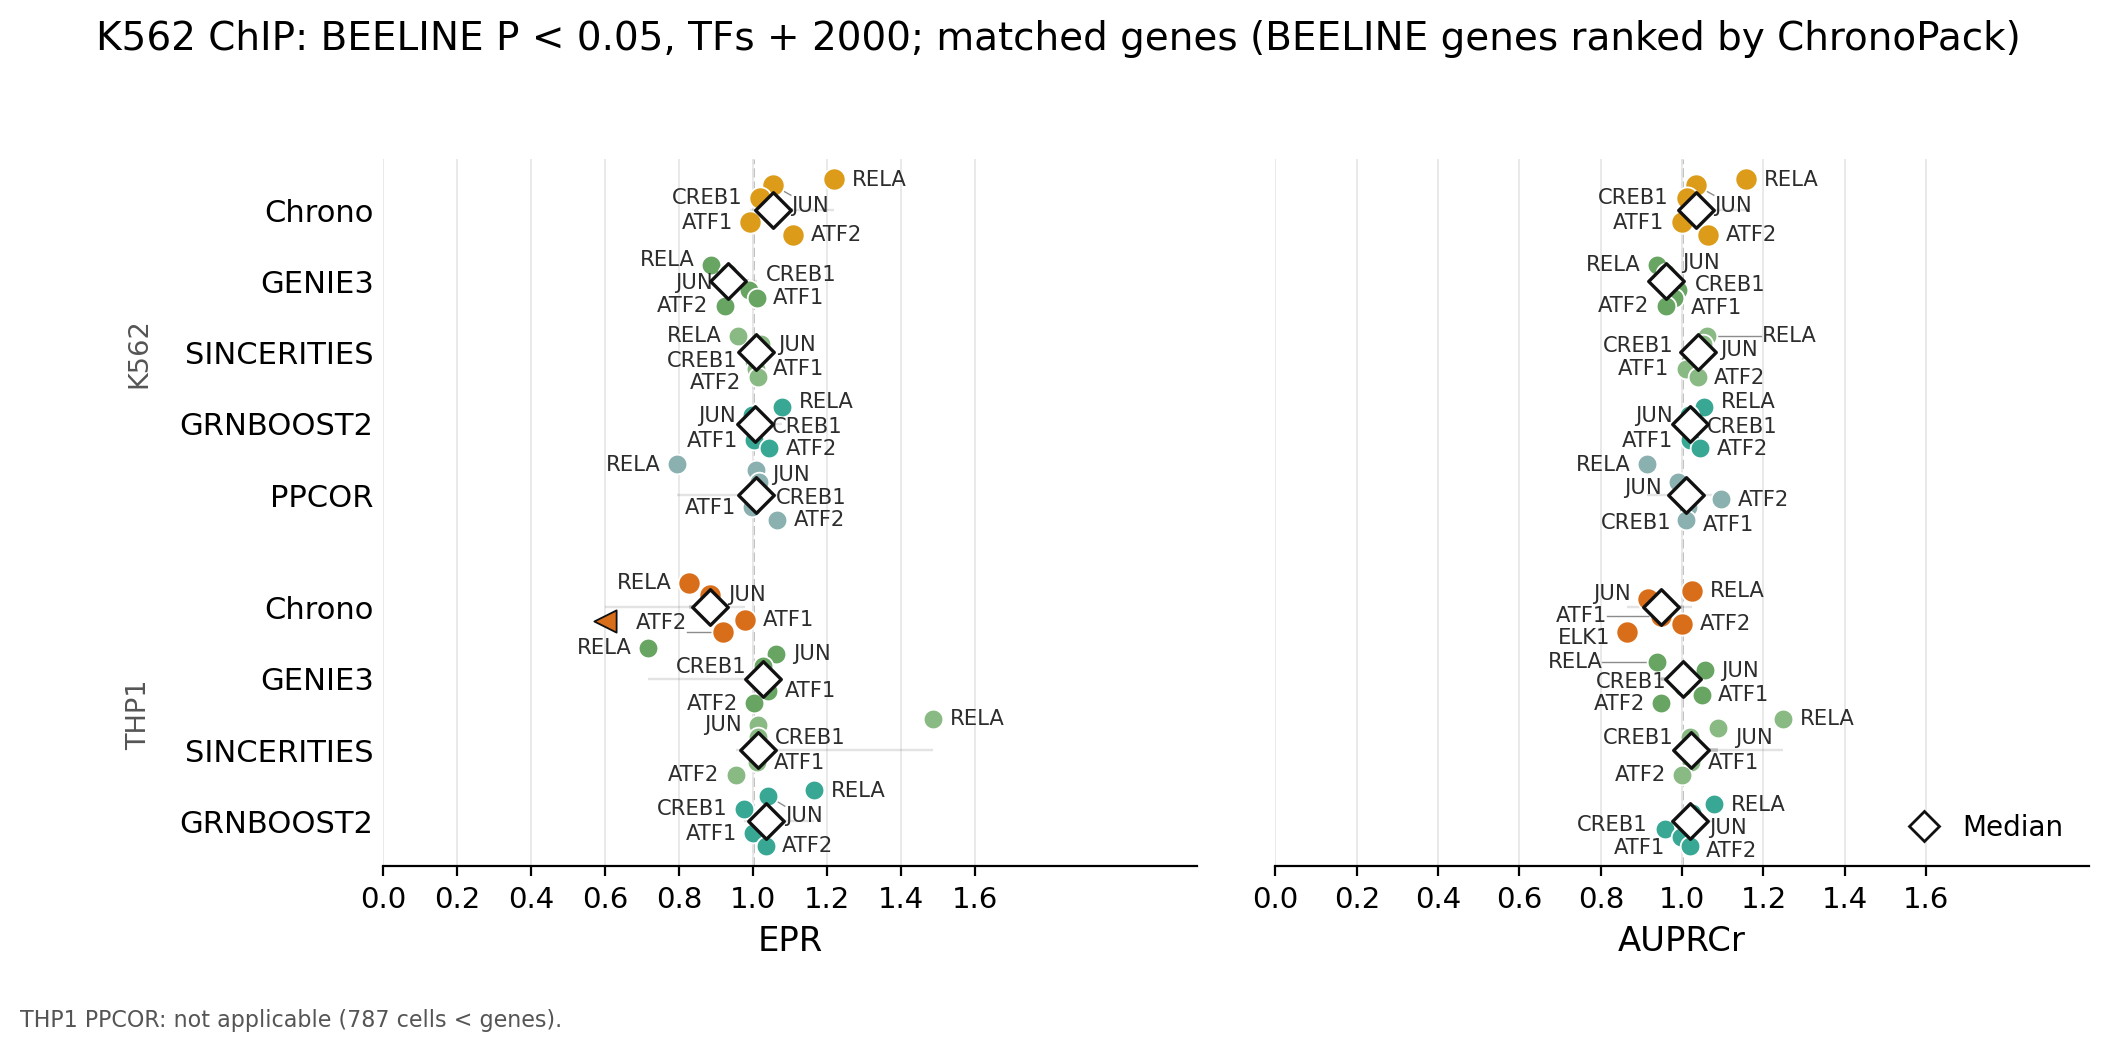 K562 ChIP: BEELINE P < 0.05, TFs + 2000; matched genes (BEELINE genes ranked by ChronoPack)
K562
THP1
Chrono
GENIE3
SINCERITIES
GRNBOOST2
PPCOR
Chrono
GENIE3
SINCERITIES
GRNBOOST2
RELA
CREB1
JUN
ATF1
ATF2
RELA
CREB1
JUN
ATF1
ATF2
RELA
JUN
CREB1
ATF1
ATF2
RELA
JUN
CREB1
ATF1
ATF2
RELA
JUN
CREB1
ATF1
ATF2
RELA
JUN
ATF2
ATF1
RELA
JUN
CREB1
ATF1
ATF2
RELA
JUN
CREB1
ATF1
ATF2
RELA
CREB1
JUN
ATF1
ATF2
0.0 0.2 0.4 0.6 0.8 1.0 1.2 1.4 1.6
EPR
RELA
CREB1
JUN
ATF1
ATF2
RELA
JUN
CREB1
ATF2
ATF1
RELA
CREB1
JUN
ATF1
ATF2
RELA
JUN
CREB1
ATF1
ATF2
RELA
JUN
ATF2
CREB1
ATF1
JUN
RELA
ATF1
ATF2
ELK1
RELA
JUN
CREB1
ATF1
ATF2
RELA
CREB1
JUN
ATF1
ATF2
RELA
CREB1
JUN
ATF1
ATF2
Median
0.0 0.2 0.4 0.6 0.8 1.0 1.2 1.4 1.6
AUPRCr
THP1 PPCOR: not applicable (787 cells < genes).